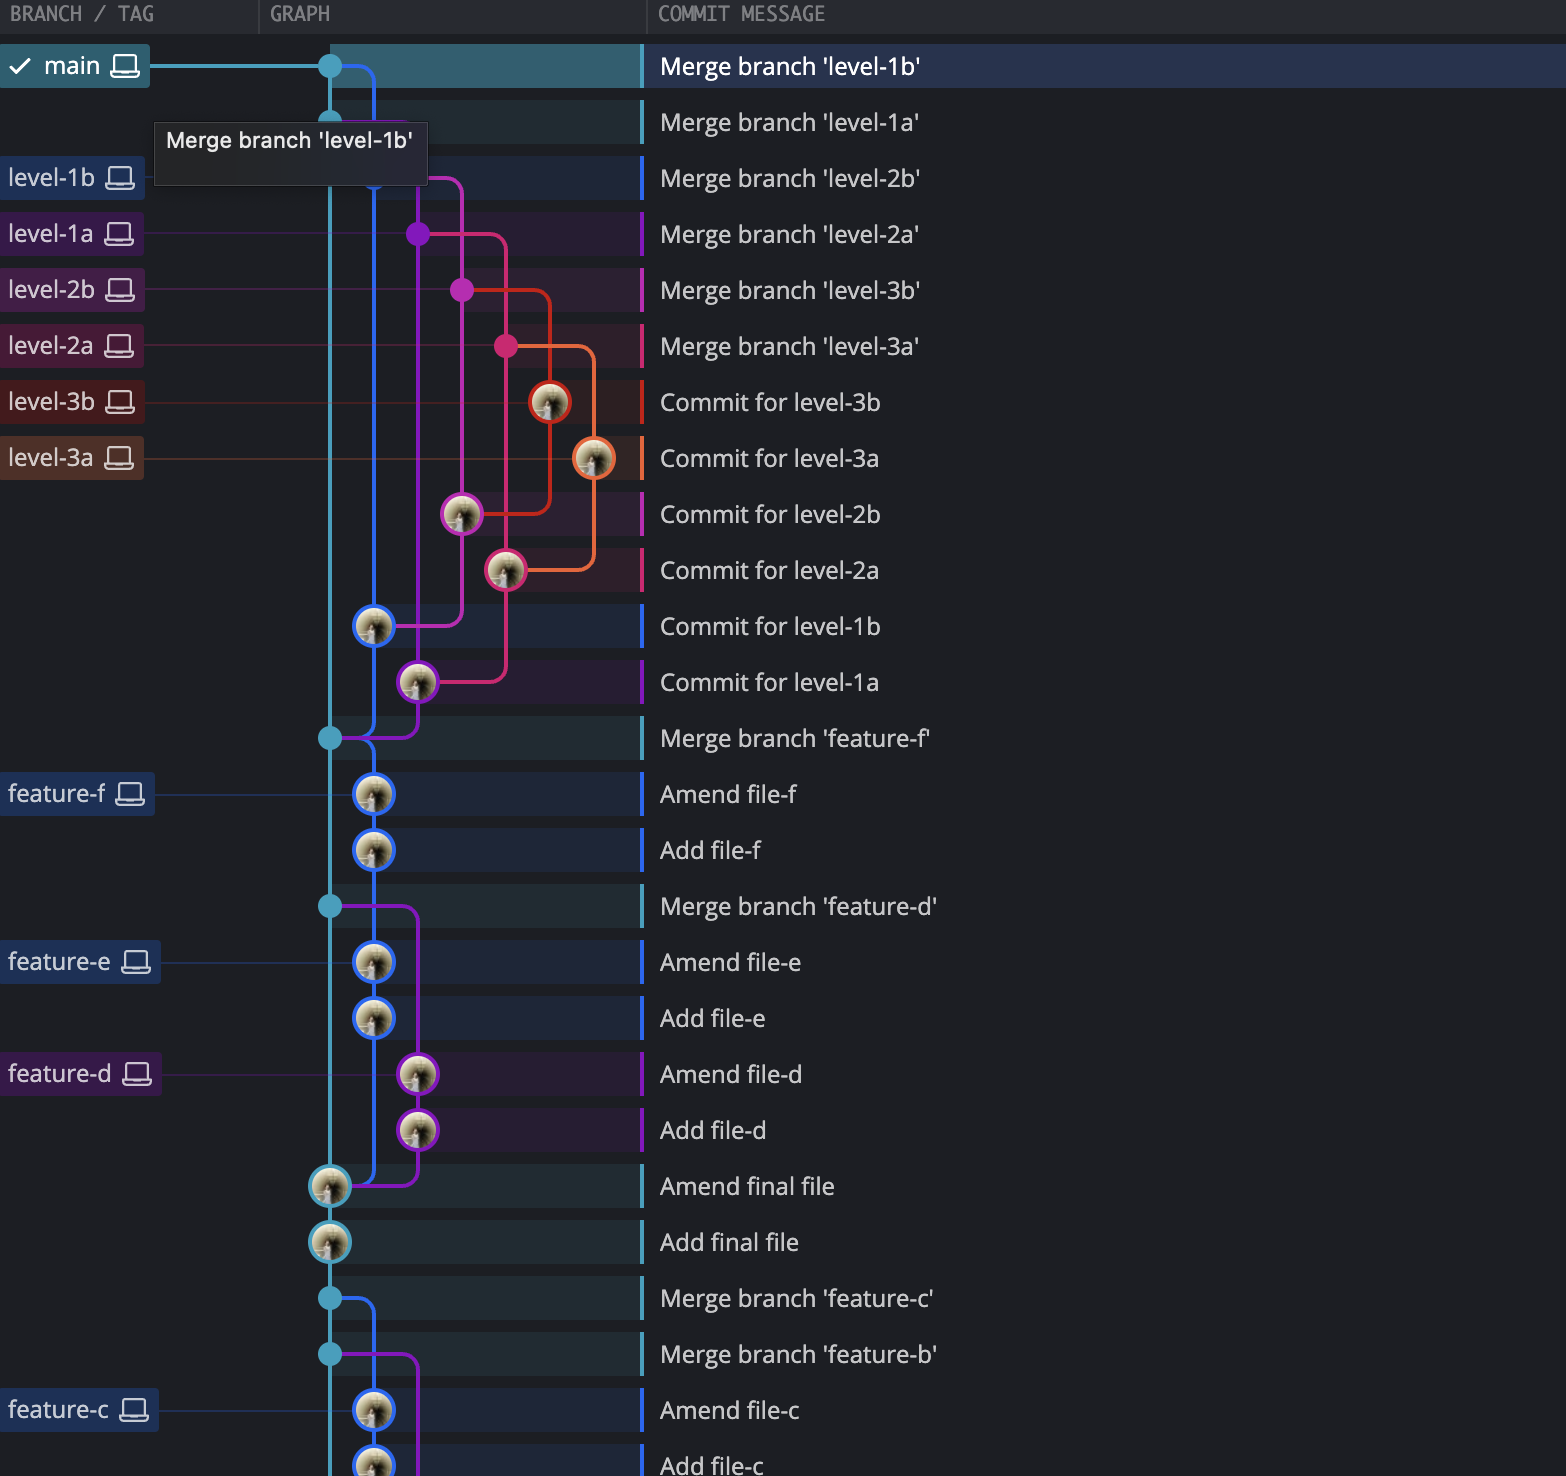 BRANCH / TAG GRAPH COMMIT MESSAGE
main Merge branch 'level-1b'
Merge branch 'level-1a'
Merge branch 'level-1b'
level-1b Merge branch 'level-2b'
level-1a Merge branch 'level-2a'
level-2b Merge branch 'level-3b'
level-2a Merge branch 'level-3a'
level-3b Commit for level-3b
level-3a Commit for level-3a
Commit for level-2b
Commit for level-2a
Commit for level-1b
Commit for level-1a
Merge branch 'feature-f'
feature-f Amend file-f
Add file-f
Merge branch 'feature-d'
feature-e Amend file-e
Add file-e
feature-d Amend file-d
Add file-d
Amend final file
Add final file
Merge branch 'feature-c'
Merge branch 'feature-b'
feature-c Amend file-c
Add file-c